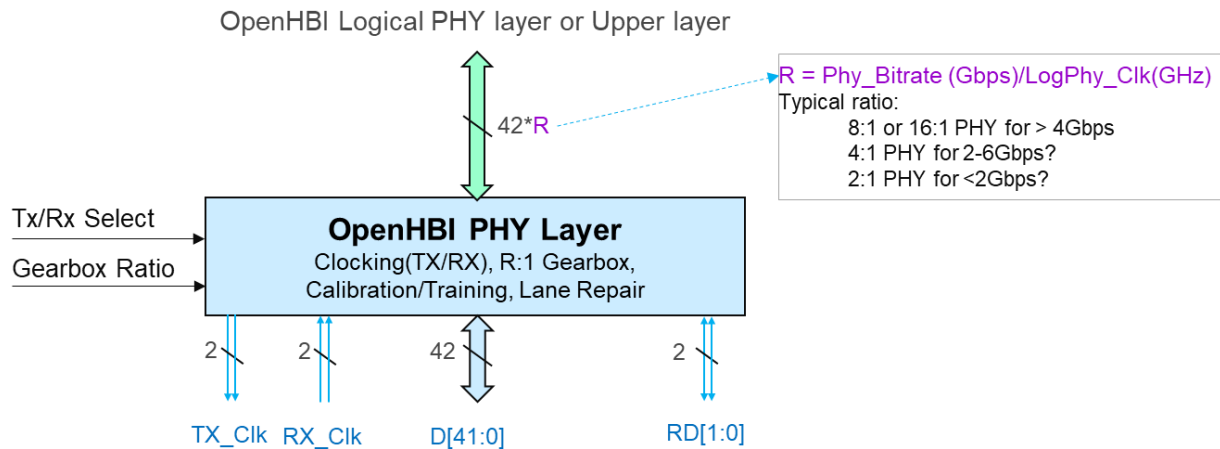 OpenHBI Logical PHY layer or Upper layer
R = Phy_Bitrate (Gbps)/LogPhy_Clk(GHz)
Typical ratio:
8:1 or 16:1 PHY for > 4Gbps
4:1 PHY for 2-6Gbps?
2:1 PHY for <2Gbps?
42*R
Tx/Rx Select
Gearbox Ratio
OpenHBI PHY Layer
Clocking(TX/RX), R:1 Gearbox,
Calibration/Training, Lane Repair
2
2
42
2
TX_Clk
RX_Clk
D[41:0]
RD[1:0]